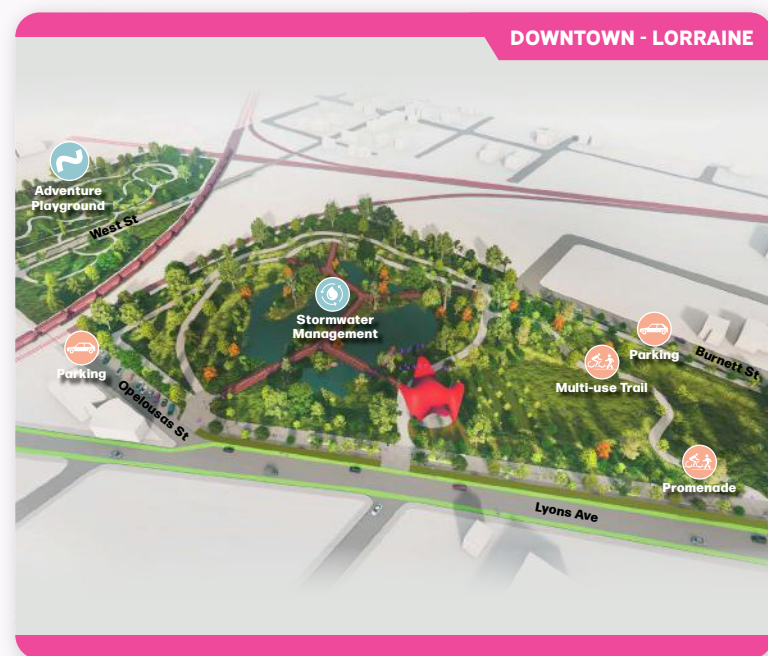 DOWNTOWN - LORRAINE
Adventure
Playground
West St
Stormwater
Management
Parking
Opelousas St
Parking
Burnett St
Multi-use Trail
Promenade
Lyons Ave